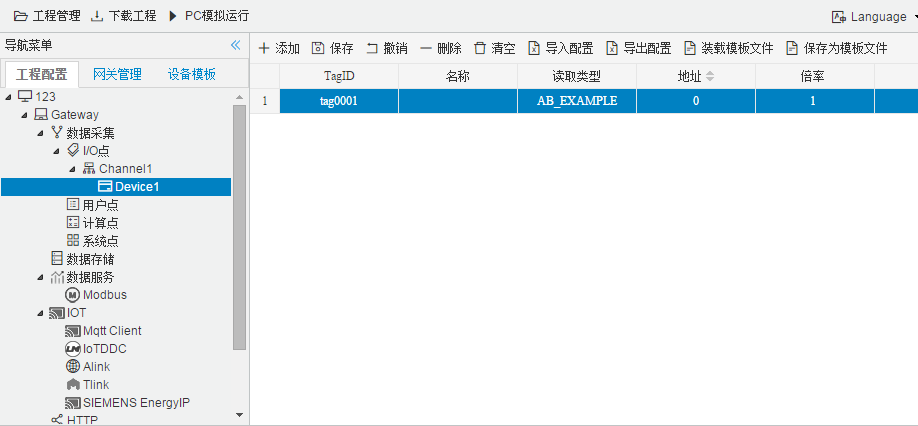 工程管理 下载工程 PC模拟运行 Language
导航菜单
工程配置 网关管理 设备模板
123
Gateway
数据采集
I/O点
Channel1
Device1
用户点
计算点
系统点
数据存储
数据服务
Modbus
IOT
Mqtt Client
IoTDDC
Alink
Tlink
SIEMENS EnergyIP
HTTP
添加 保存 撤销 删除 清空 导入配置 导出配置 装载模板文件 保存为模板文件
TagID 名称 读取类型 地址 倍率
1 tag0001 AB_EXAMPLE 0 1